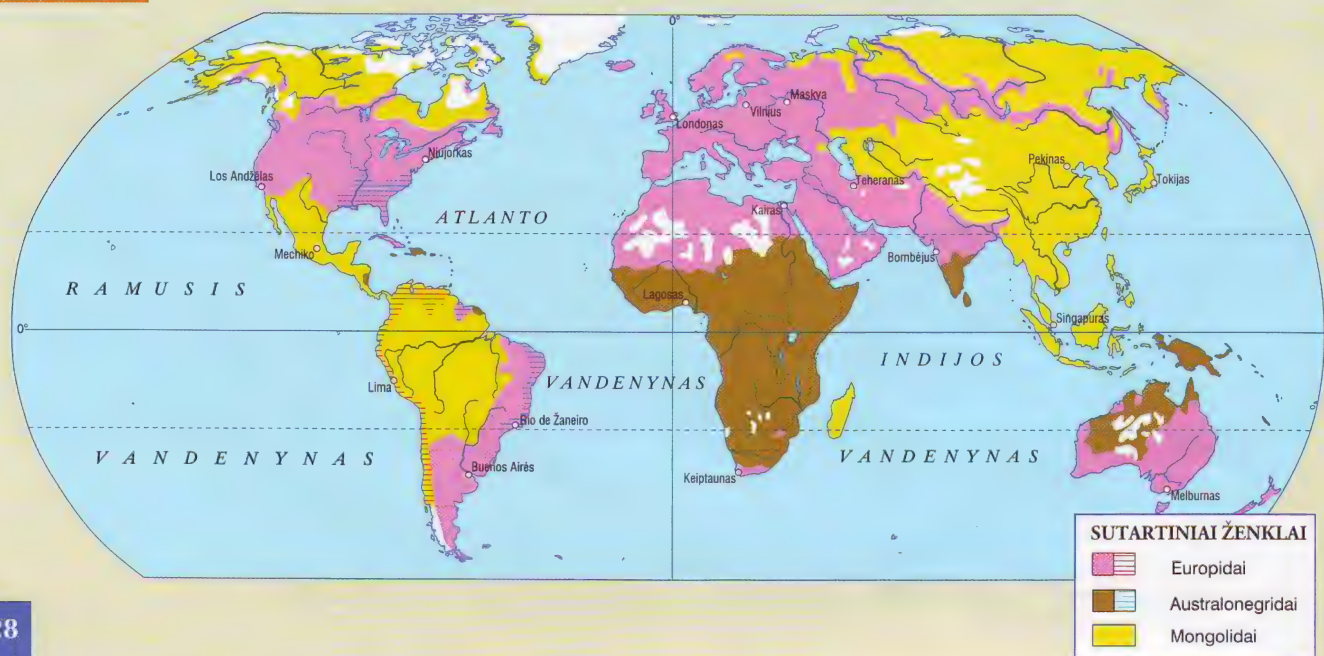 0°
Maskva
Vilnius
Londonas
Niujorkas
Pekinas
Los Andželas
Teheranas
Tokijas
Kairas
ATLANTO
Mechiko
Bombėjus
RAMUSIS
Lagosas
Singapūras
0°
INDIJOS
Lima
VANDENYNAS
Rio de Žaneiro
VANDENYNAS
VANDENYNAS
Buenos Airės
Keiptaunas
Melburnas
SUTARTINIAI ŽENKLAI
Europidai
Australonegridai
Mongolidai
28